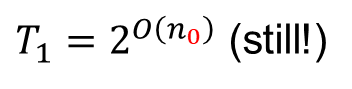 T₁ = 2^{O(n₀)} (still!)